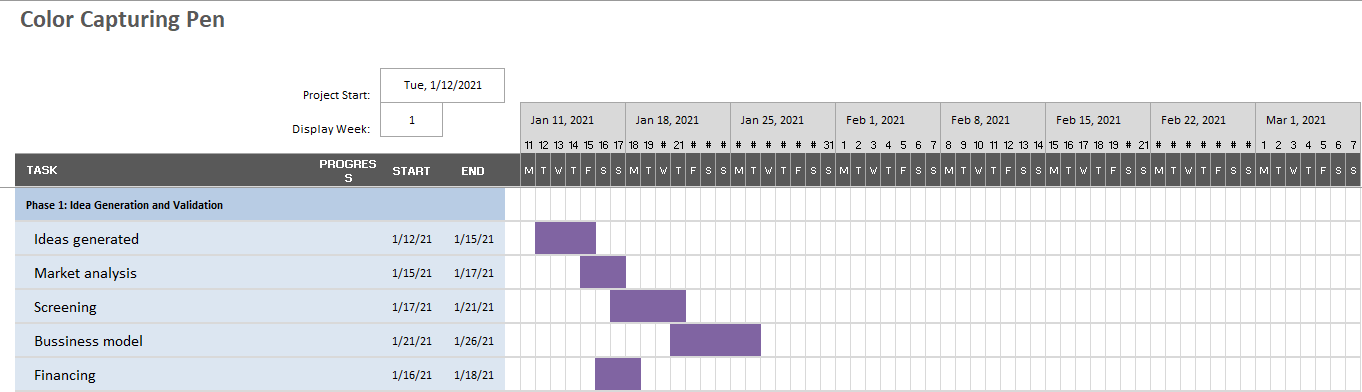 Color Capturing Pen
Project Start: Tue, 1/12/2021
Display Week: 1
Jan 11, 2021 Jan 18, 2021 Jan 25, 2021 Feb 1, 2021 Feb 8, 2021 Feb 15, 2021 Feb 22, 2021 Mar 1, 2021
11 12 13 14 15 16 17 18 19 # 21 # # # # # # # # # 31 1 2 3 4 5 6 7 8 9 10 11 12 13 14 15 16 17 18 19 # 21 # # # # # # # 1 2 3 4 5 6 7
TASK PROGRES
S START END M T W T F S S M T W T F S S M T W T F S S M T W T F S S M T W T F S S M T W T F S S M T W T F S S M T W T F S S
Phase 1: Idea Generation and Validation
Ideas generated 1/12/21 1/15/21
Market analysis 1/15/21 1/17/21
Screening 1/17/21 1/21/21
Bussiness model 1/21/21 1/26/21
Financing 1/16/21 1/18/21